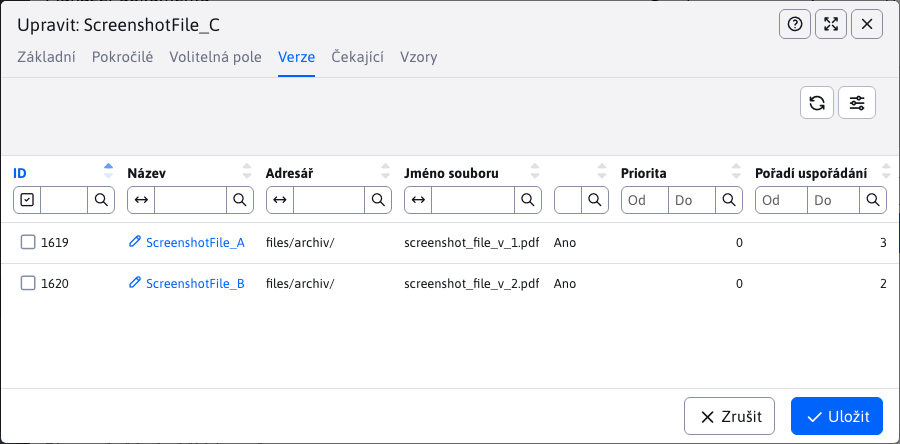 Upravit: ScreenshotFile_C
Základní Pokročilé Volitelná pole Verze Čekající Vzory
ID Název Adresář Jméno souboru Priorita Pořadí uspořádání
Od Do Od Do
1619 ScreenshotFile_A files/archiv/ screenshot_file_v_1.pdf Ano 0 3
1620 ScreenshotFile_B files/archiv/ screenshot_file_v_2.pdf Ano 0 2
Zrušit Uložit